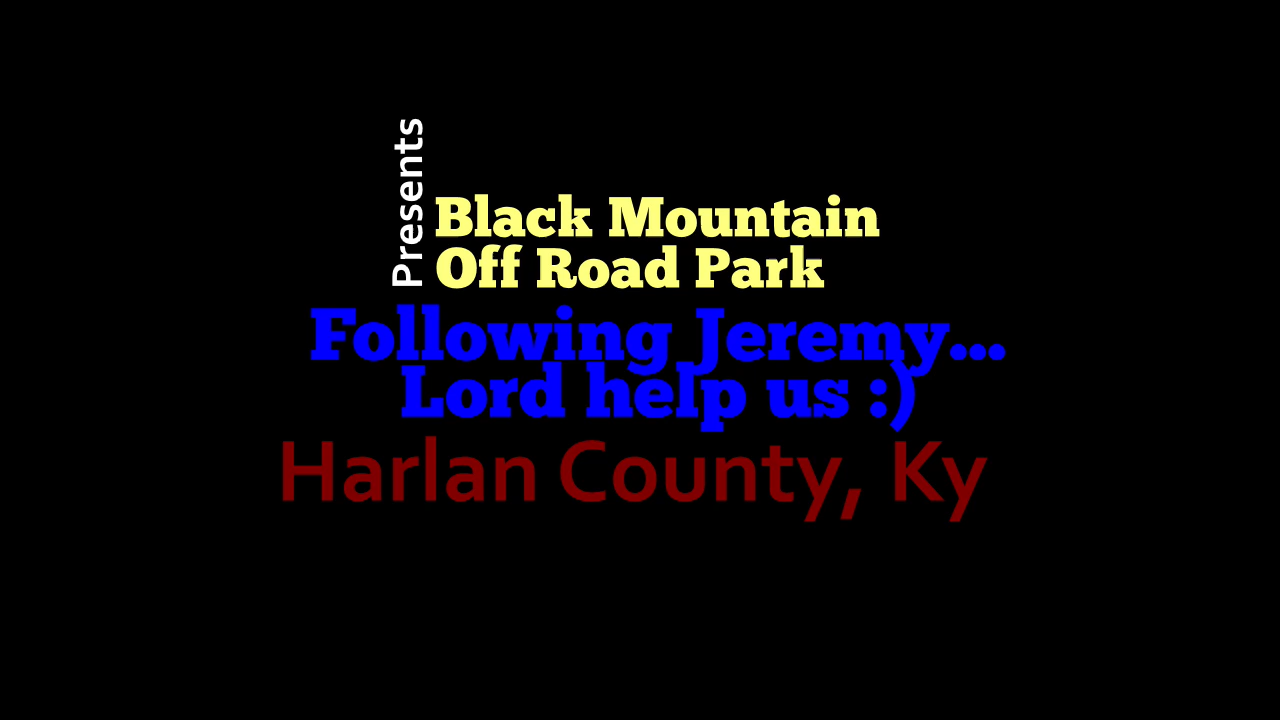 Presents
Black Mountain
Off Road Park
Following Jeremy...
Lord help us :)
Harlan County, Ky